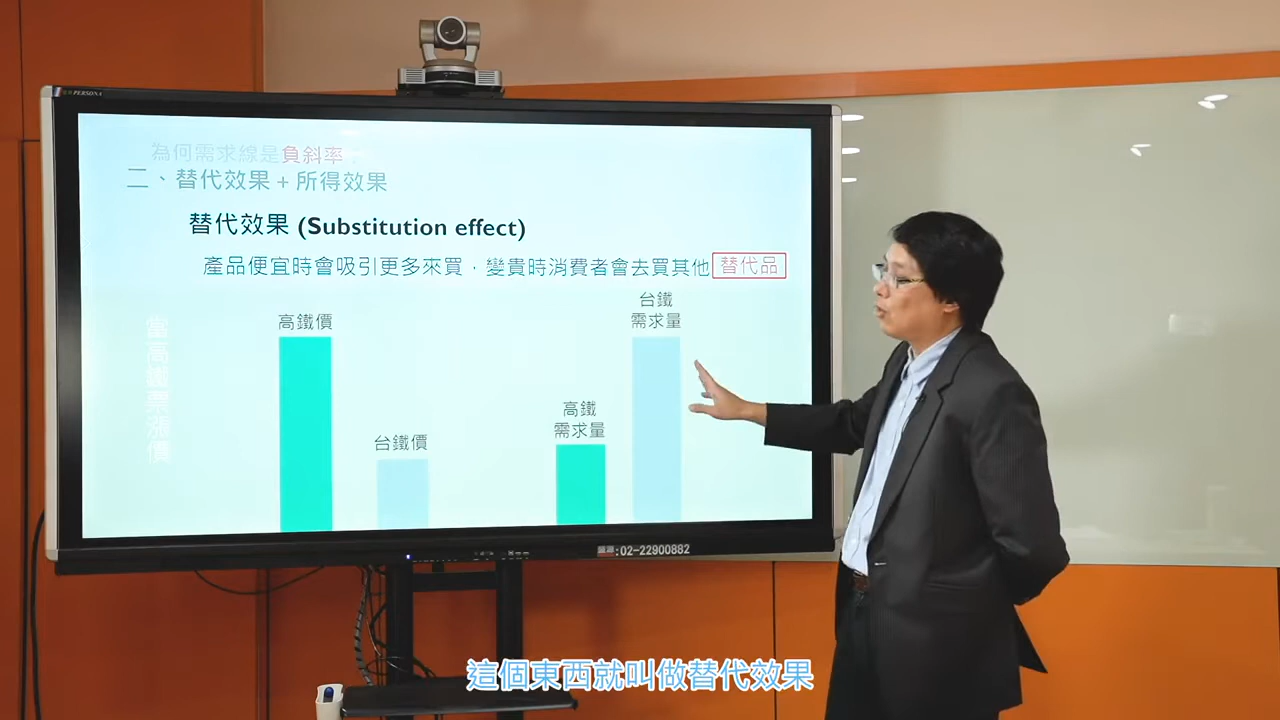 PERSONA
為何需求線是負斜率
二、替代效果+所得效果
替代效果 (Substitution effect)
產品便宜時會吸引更多來買，變貴時消費者會去買其他 替代品
當高鐵票漲價
高鐵價
台鐵價
高鐵
需求量
台鐵
需求量
:02-22900882
這個東西就叫做替代效果